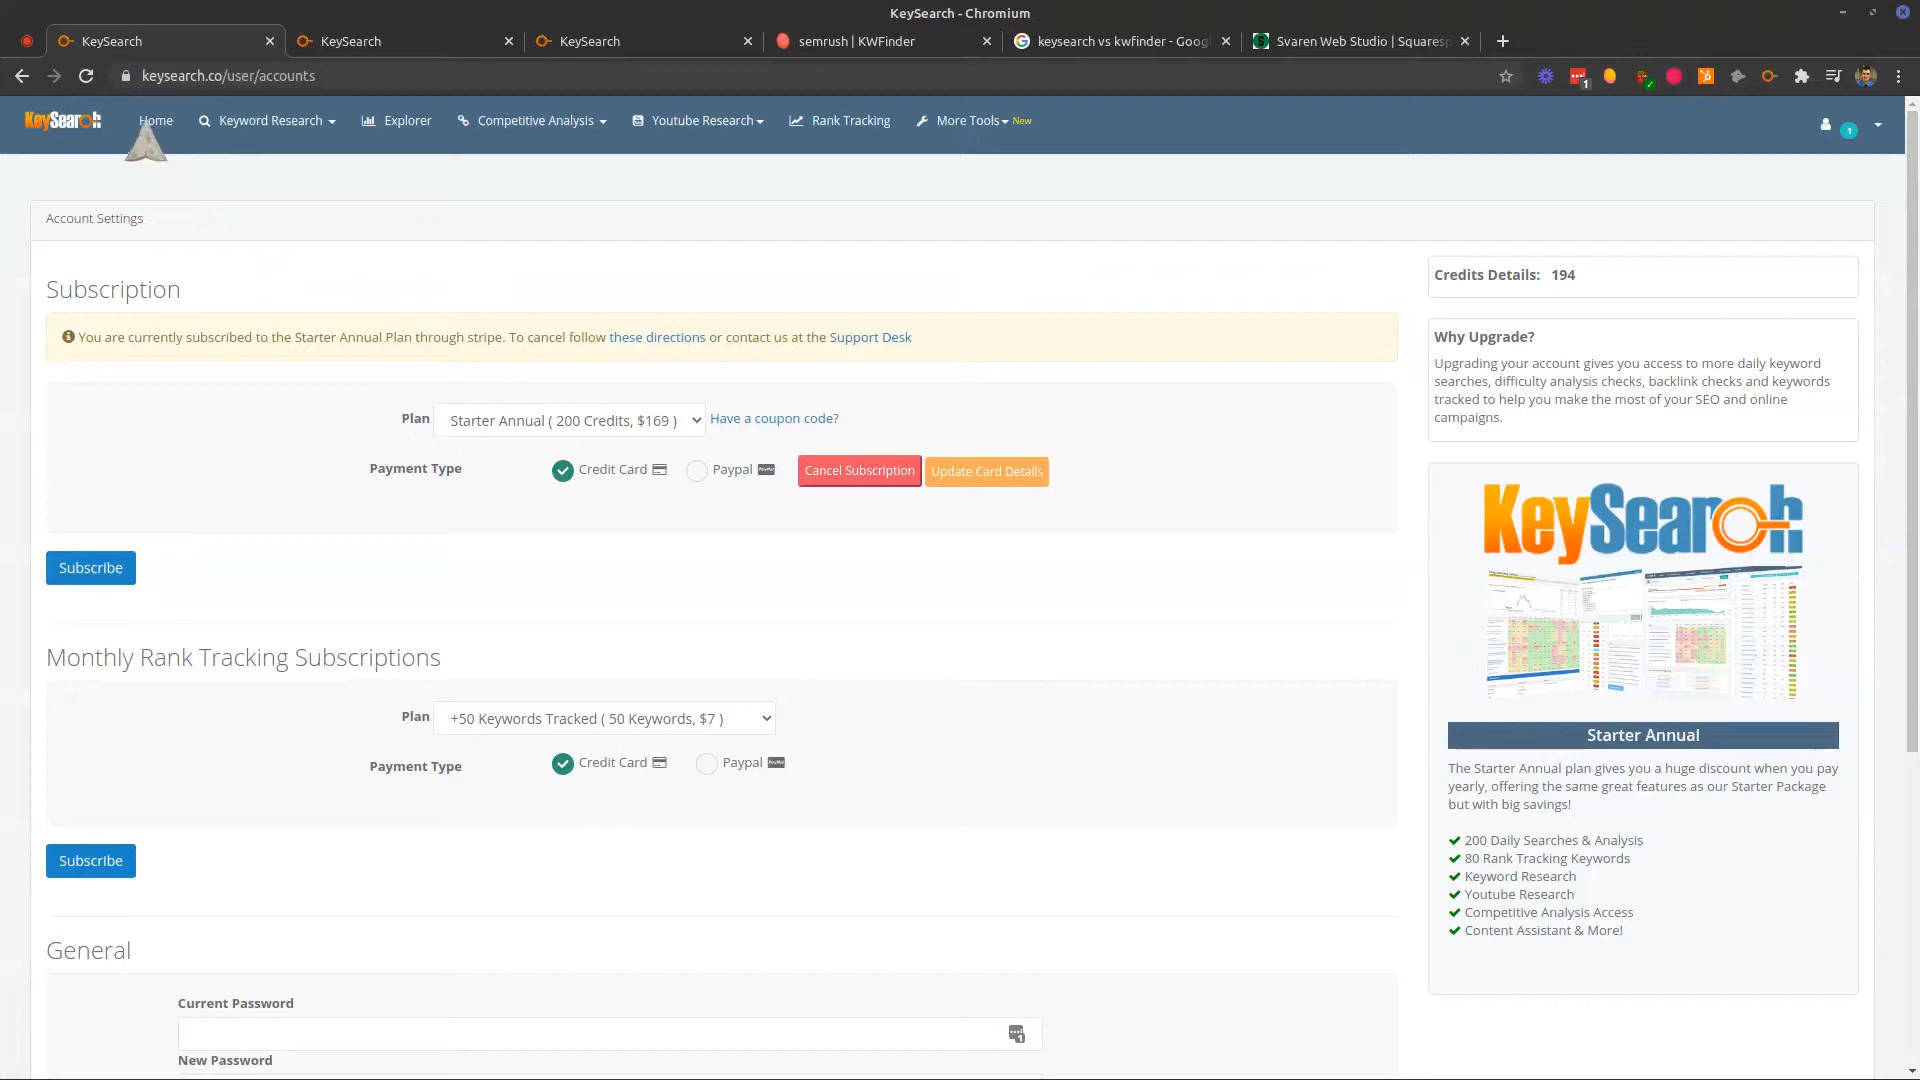 KeySearch - Chromium
KeySearch
KeySearch
KeySearch
semrush | KWFinder
keysearch vs kwfinder - Googl
Svaren Web Studio | Squaresp
keysearch.co/user/accounts
KeySearch
Home
Keyword Research
Explorer
Competitive Analysis
Youtube Research
Rank Tracking
More Tools New
1
Account Settings
Subscription
You are currently subscribed to the Starter Annual Plan through stripe. To cancel follow these directions or contact us at the Support Desk
Plan
Starter Annual ( 200 Credits, $169 )
Have a coupon code?
Payment Type
Credit Card
Paypal
Cancel Subscription
Update Card Details
Subscribe
Monthly Rank Tracking Subscriptions
Plan
+50 Keywords Tracked ( 50 Keywords, $7 )
Payment Type
Credit Card
Paypal
Subscribe
General
Current Password
New Password
Credits Details: 194
Why Upgrade?
Upgrading your account gives you access to more daily keyword
searches, difficulty analysis checks, backlink checks and keywords
tracked to help you make the most of your SEO and online
campaigns.
KeySearch
Starter Annual
The Starter Annual plan gives you a huge discount when you pay
yearly, offering the same great features as our Starter Package
but with big savings!
200 Daily Searches & Analysis
80 Rank Tracking Keywords
Keyword Research
Youtube Research
Competitive Analysis Access
Content Assistant & More!